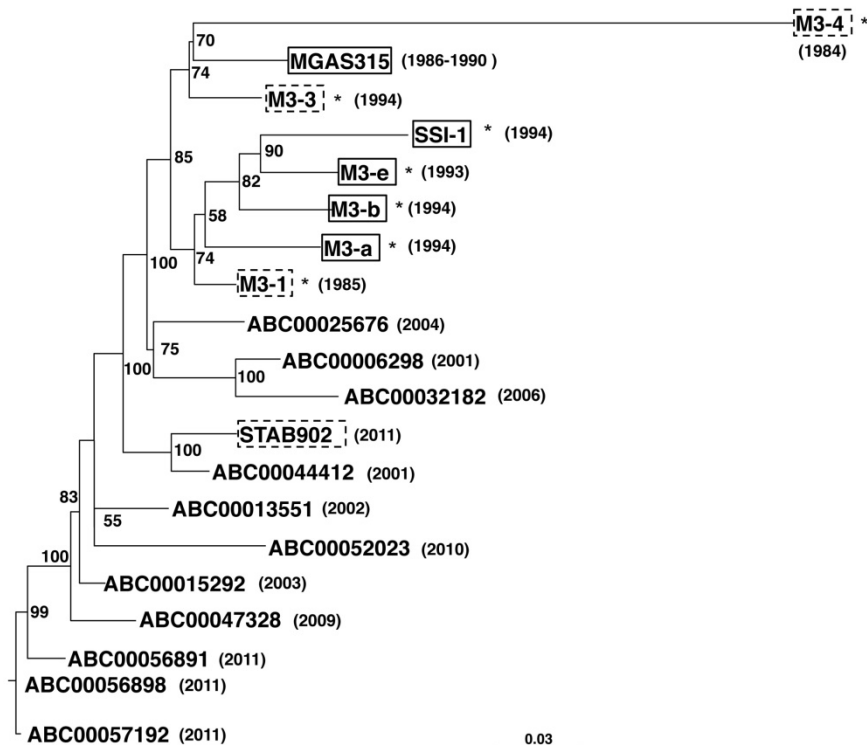 M3-4 *
70
(1984)
MGAS315 (1986-1990 )
74
M3-3 * (1994)
SSI-1 * (1994)
90
85
M3-e * (1993)
82
M3-b * (1994)
58
M3-a * (1994)
74
100
M3-1 * (1985)
ABC00025676 (2004)
75
ABC00006298 (2001)
100
100
ABC00032182 (2006)
STAB902 (2011)
100
ABC00044412 (2001)
83
ABC00013551 (2002)
55
ABC00052023 (2010)
100
ABC00015292 (2003)
99
ABC00047328 (2009)
ABC00056891 (2011)
ABC00056898 (2011)
ABC00057192 (2011)
0.03